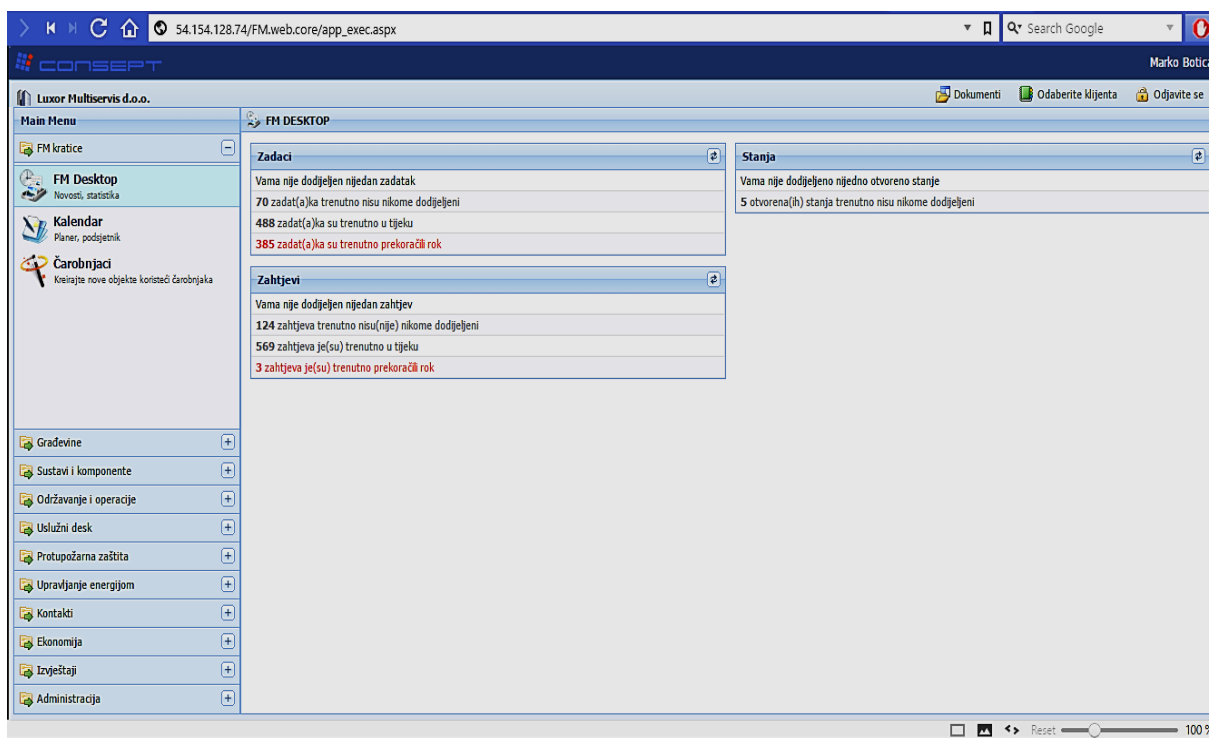 54.154.128.74/FM.web.core/app_exec.aspx
Search Google
CONSEPT
Marko Botica
Luxor Multiservis d.o.o.
Dokumenti
Odaberite klijenta
Odjavite se
Main Menu
FM DESKTOP
FM kratice
FM Desktop
Novosti, statistika
Kalendar
Planer, podsjetnik
Čarobnjaci
Kreirajte nove objekte koristeći čarobnjaka
Građevine
Sustavi i komponente
Održavanje i operacije
Uslužni desk
Protupožarna zaštita
Upravljanje energijom
Kontakti
Ekonomija
Izvještaji
Administracija
Zadaci
Vama nije dodijeljen nijedan zadatak
70 zadat(a)ka trenutno nisu nikome dodijeljeni
488 zadat(a)ka su trenutno u tijeku
385 zadat(a)ka su trenutno prekoračili rok
Zahtjevi
Vama nije dodijeljen nijedan zahtjev
124 zahtjeva trenutno nisu(nije) nikome dodijeljeni
569 zahtjeva je(su) trenutno u tijeku
3 zahtjeva je(su) trenutno prekoračili rok
Stanja
Vama nije dodijeljeno nijedno otvoreno stanje
5 otvorena(ih) stanja trenutno nisu nikome dodijeljeni
Reset
100 %